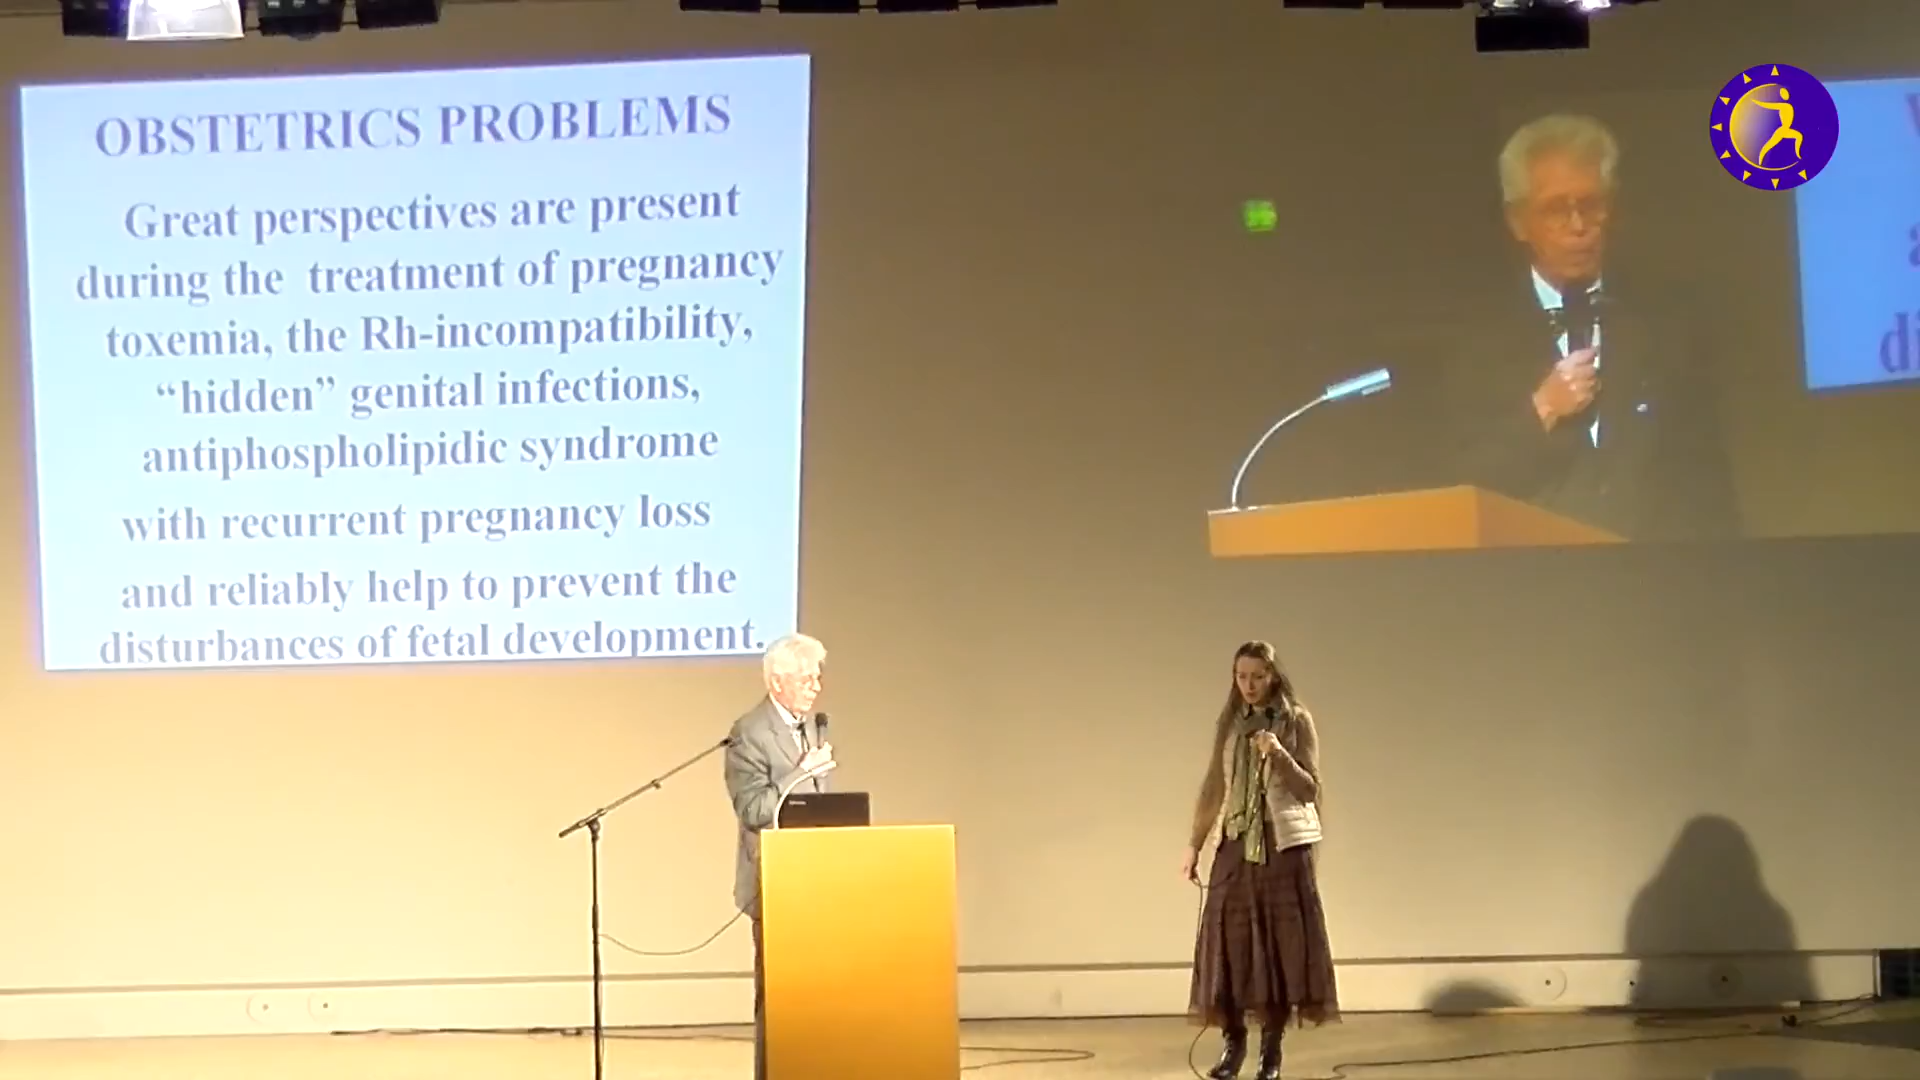 OBSTETRICS PROBLEMS
Great perspectives are present
during the treatment of pregnancy
toxemia, the Rh-incompatibility,
“hidden” genital infections,
antiphospholipidic syndrome
with recurrent pregnancy loss
and reliably help to prevent the
disturbances of fetal development.